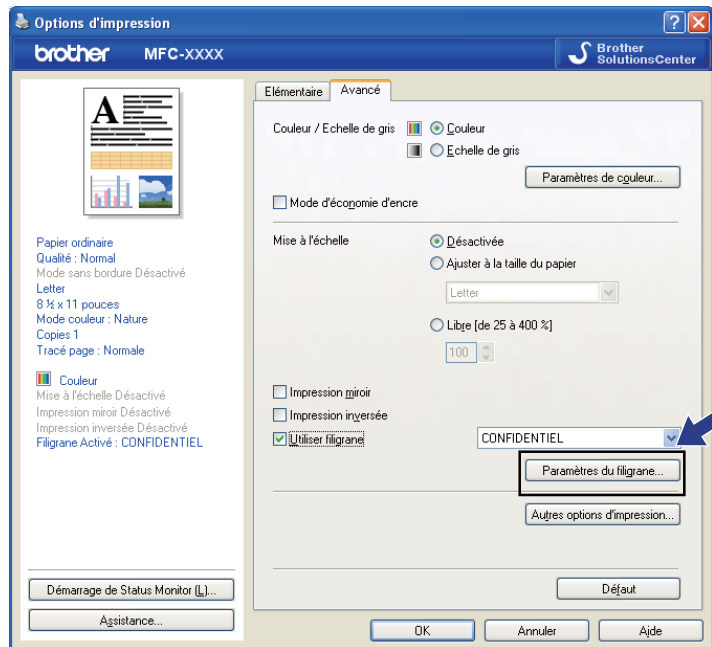 Options d'impression
brother MFC-XXXX
Brother
SolutionsCenter
A
Papier ordinaire
Qualité : Normal
Mode sans bordure Désactivé
Letter
8 ½ x 11 pouces
Mode couleur : Nature
Copies 1
Tracé page : Normale
Couleur
Mise à l'échelle Désactivé
Impression miroir Désactivé
Impression inversée Désactivé
Filigrane Activé : CONFIDENTIEL
Démarrage de Status Monitor (L)...
Assistance...
Elémentaire Avancé
Couleur / Echelle de gris Couleur
Echelle de gris
Paramètres de couleur...
Mode d'économie d'encre
Mise à l'échelle Désactivée
Ajuster à la taille du papier
Letter
Libre [de 25 à 400 %]
100
Impression miroir
Impression inversée
Utiliser filigrane CONFIDENTIEL
Paramètres du filigrane...
Autres options d'impression...
Défaut
OK Annuler Aide